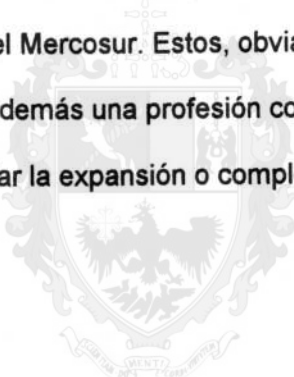 el Mercosur. Estos, obvia
demás una profesión co
ar la expansión o compl